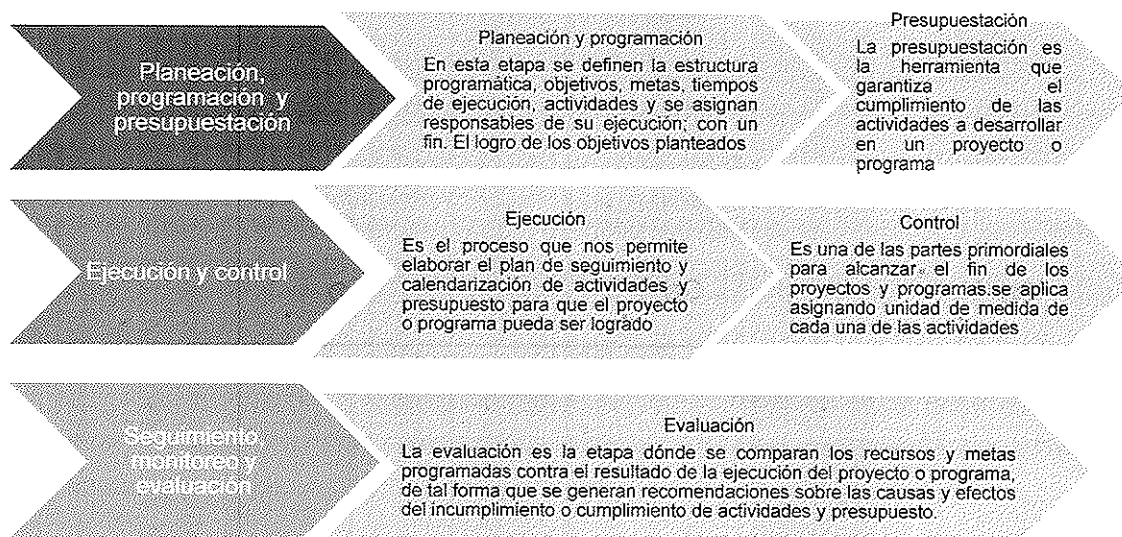 Planeación,
programación y
presupuestación
Planeación y programación
En esta etapa se definen la estructura
programática, objetivos, metas, tiempos
de ejecución, actividades y se asignan
responsables de su ejecución; con un
fin. El logro de los objetivos planteados
Presupuestación
La presupuestación es
la herramienta que
garantiza el
cumplimiento de las
actividades a desarrollar
en un proyecto o
programa
Ejecución y control
Ejecución
Es el proceso que nos permite
elaborar el plan de seguimiento y
calendarización de actividades y
presupuesto para que el proyecto
o programa pueda ser logrado
Control
Es una de las partes primordiales
para alcanzar el fin de los
proyectos y programas.se aplica
asignando unidad de medida de
cada una de las actividades
Seguimiento
monitoreo y
evaluación
Evaluación
La evaluación es la etapa dónde se comparan los recursos y metas
programadas contra el resultado de la ejecución del proyecto o programa,
de tal forma que se generan recomendaciones sobre las causas y efectos
del incumplimiento o cumplimiento de actividades y presupuesto.